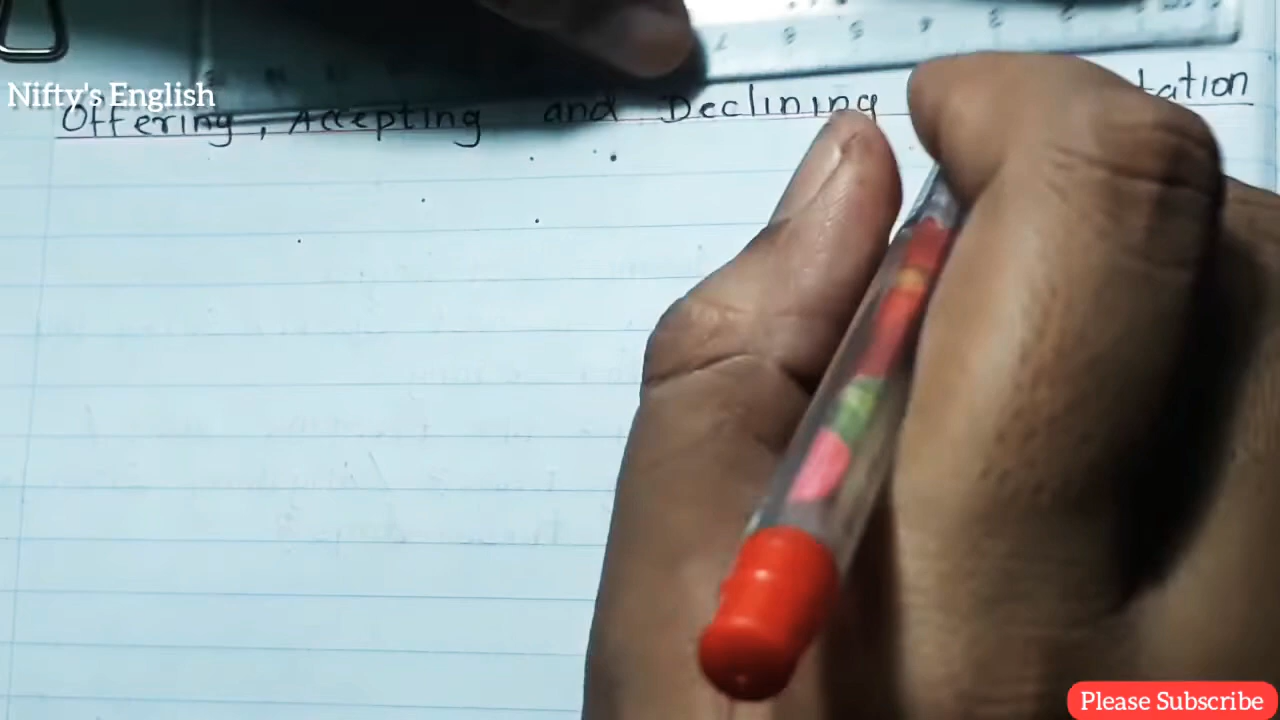 Nifty's English
Offering, Accepting and Declining tation
Please Subscribe